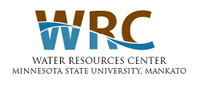 WRC
WATER RESOURCES CENTER
MINNESOTA STATE UNIVERSITY, MANKATO